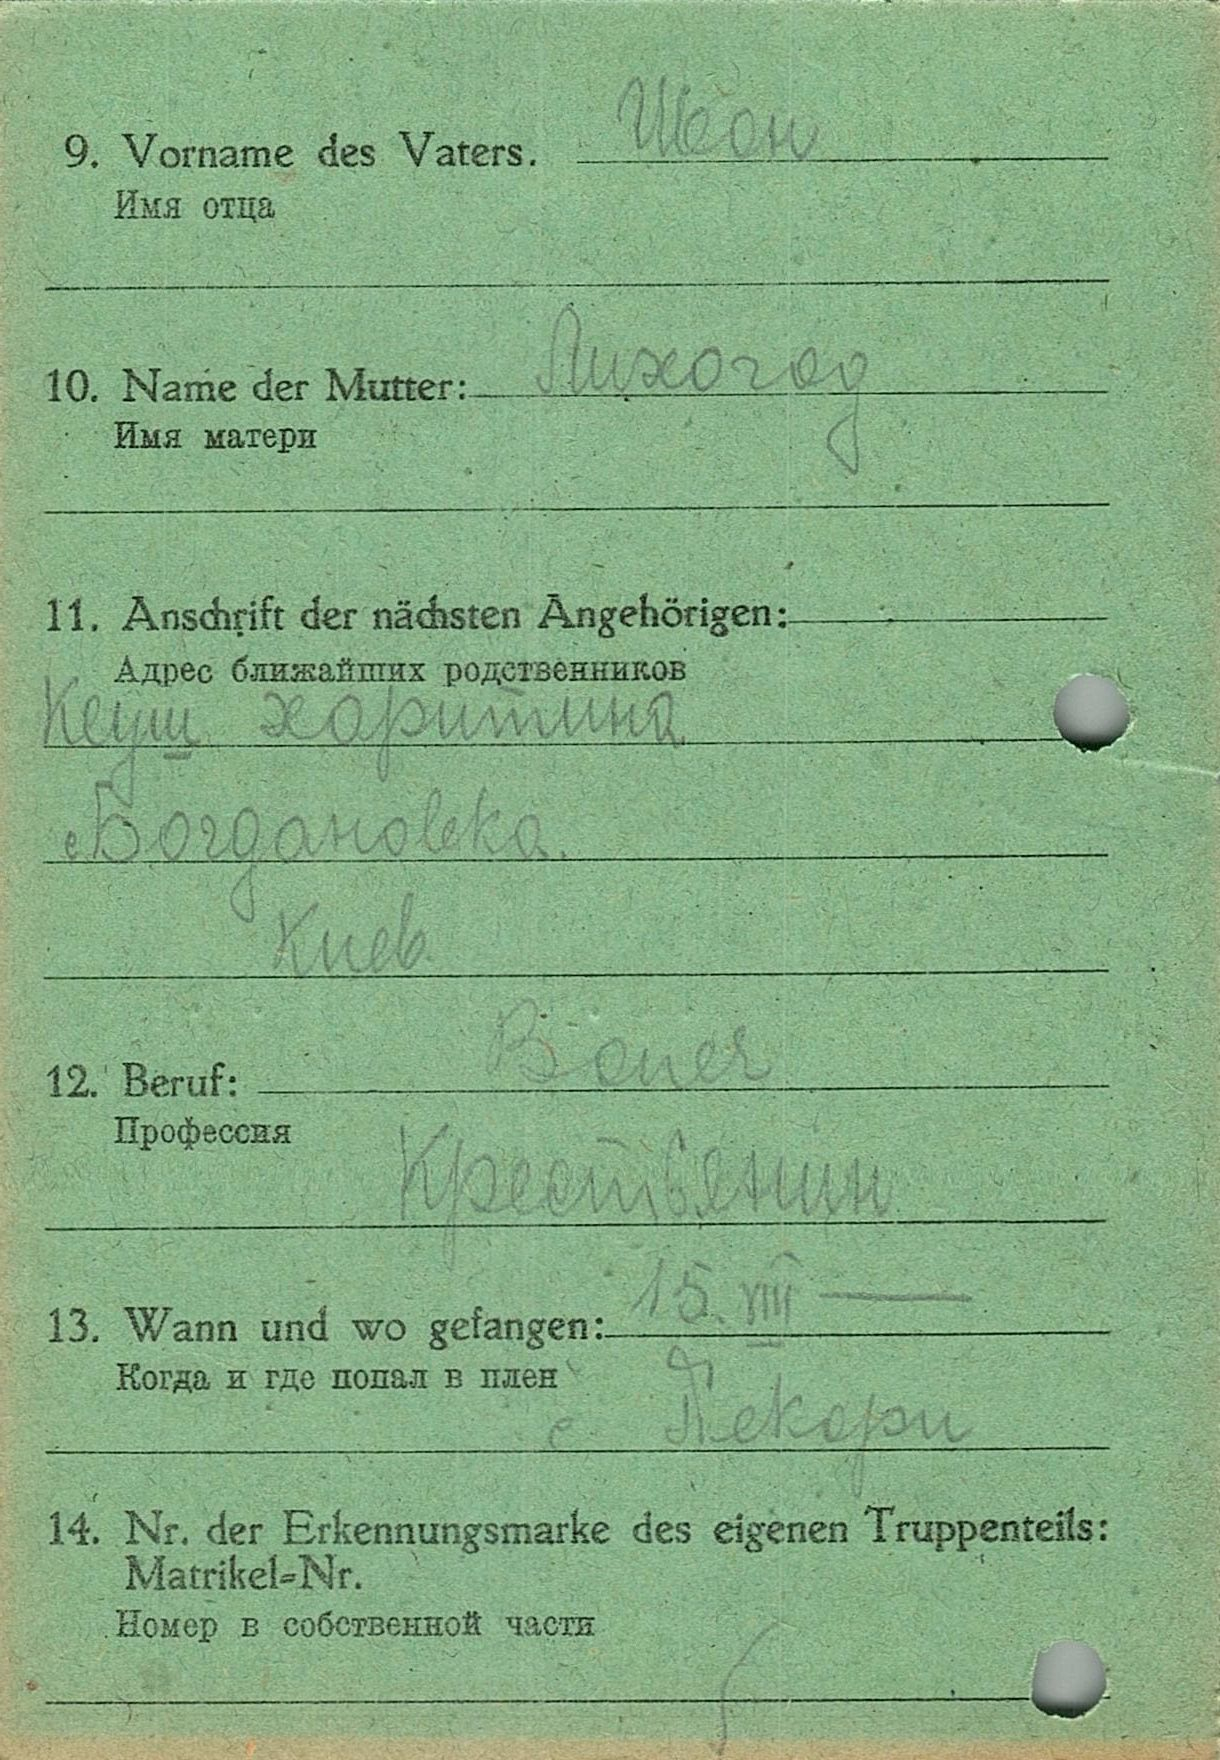 9. Vorname des Vaters. Иван
Имя отца
10. Name der Mutter: Лихогод
Имя матери
11. Anschrift der nächsten Angehörigen:
Адрес ближайших родственников
Кеуш харитина
с Богдановка.
Киев
12. Beruf: Bauer
Профессия
Крестьянин
13. Wann und wo gefangen: 15. VIII —
Когда и где попал в плен
с Пекари
14. Nr. der Erkennungsmarke des eigenen Truppenteils:
Matrikel=Nr.
Номер в собственной части